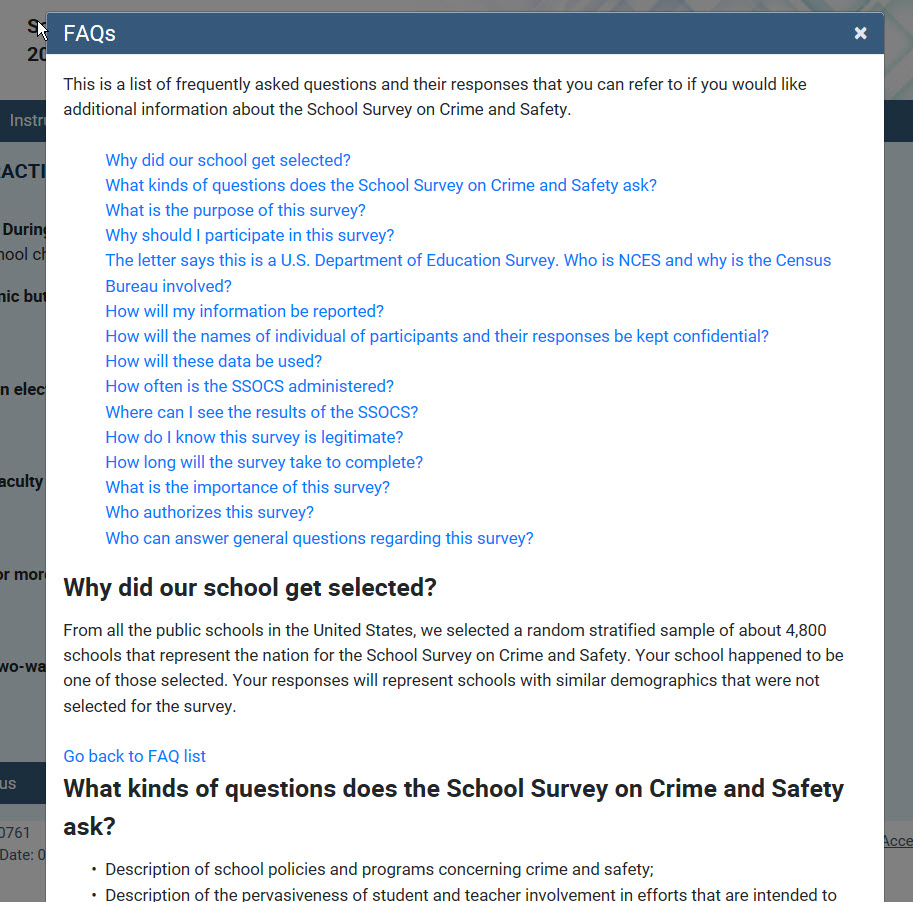 FAQs
This is a list of frequently asked questions and their responses that you can refer to if you would like
additional information about the School Survey on Crime and Safety.
Why did our school get selected?
What kinds of questions does the School Survey on Crime and Safety ask?
What is the purpose of this survey?
Why should I participate in this survey?
The letter says this is a U.S. Department of Education Survey. Who is NCES and why is the Census
Bureau involved?
How will my information be reported?
How will the names of individual of participants and their responses be kept confidential?
How will these data be used?
How often is the SSOCS administered?
Where can I see the results of the SSOCS?
How do I know this survey is legitimate?
How long will the survey take to complete?
What is the importance of this survey?
Who authorizes this survey?
Who can answer general questions regarding this survey?
Why did our school get selected?
From all the public schools in the United States, we selected a random stratified sample of about 4,800
schools that represent the nation for the School Survey on Crime and Safety. Your school happened to be
one of those selected. Your responses will represent schools with similar demographics that were not
selected for the survey.
Go back to FAQ list
What kinds of questions does the School Survey on Crime and Safety
ask?
• Description of school policies and programs concerning crime and safety;
• Description of the pervasiveness of student and teacher involvement in efforts that are intended to
20
Instr
ACTI
During
hool ch
nic but
n elec
aculty
or more
wo-wa
us
0761
Date: 0
Acce